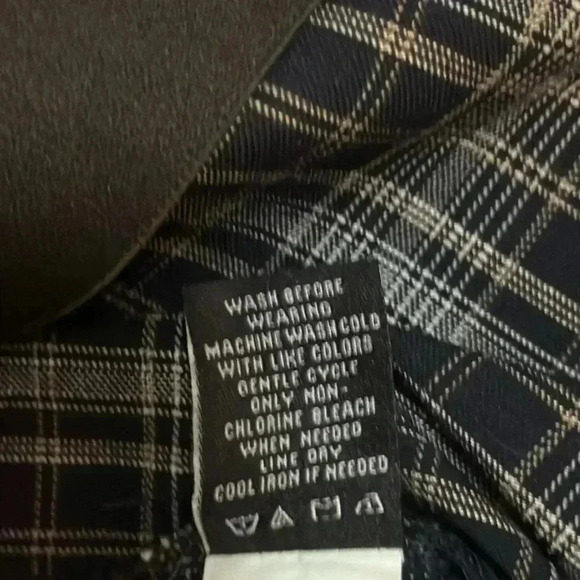 WASH BEFORE
WEARING
MACHINE WASH COLD
WITH LIKE COLORS
GENTLE CYCLE
ONLY NON-
CHLORINE BLEACH
WHEN NEEDED
LINE DRY
COOL IRON IF NEEDED